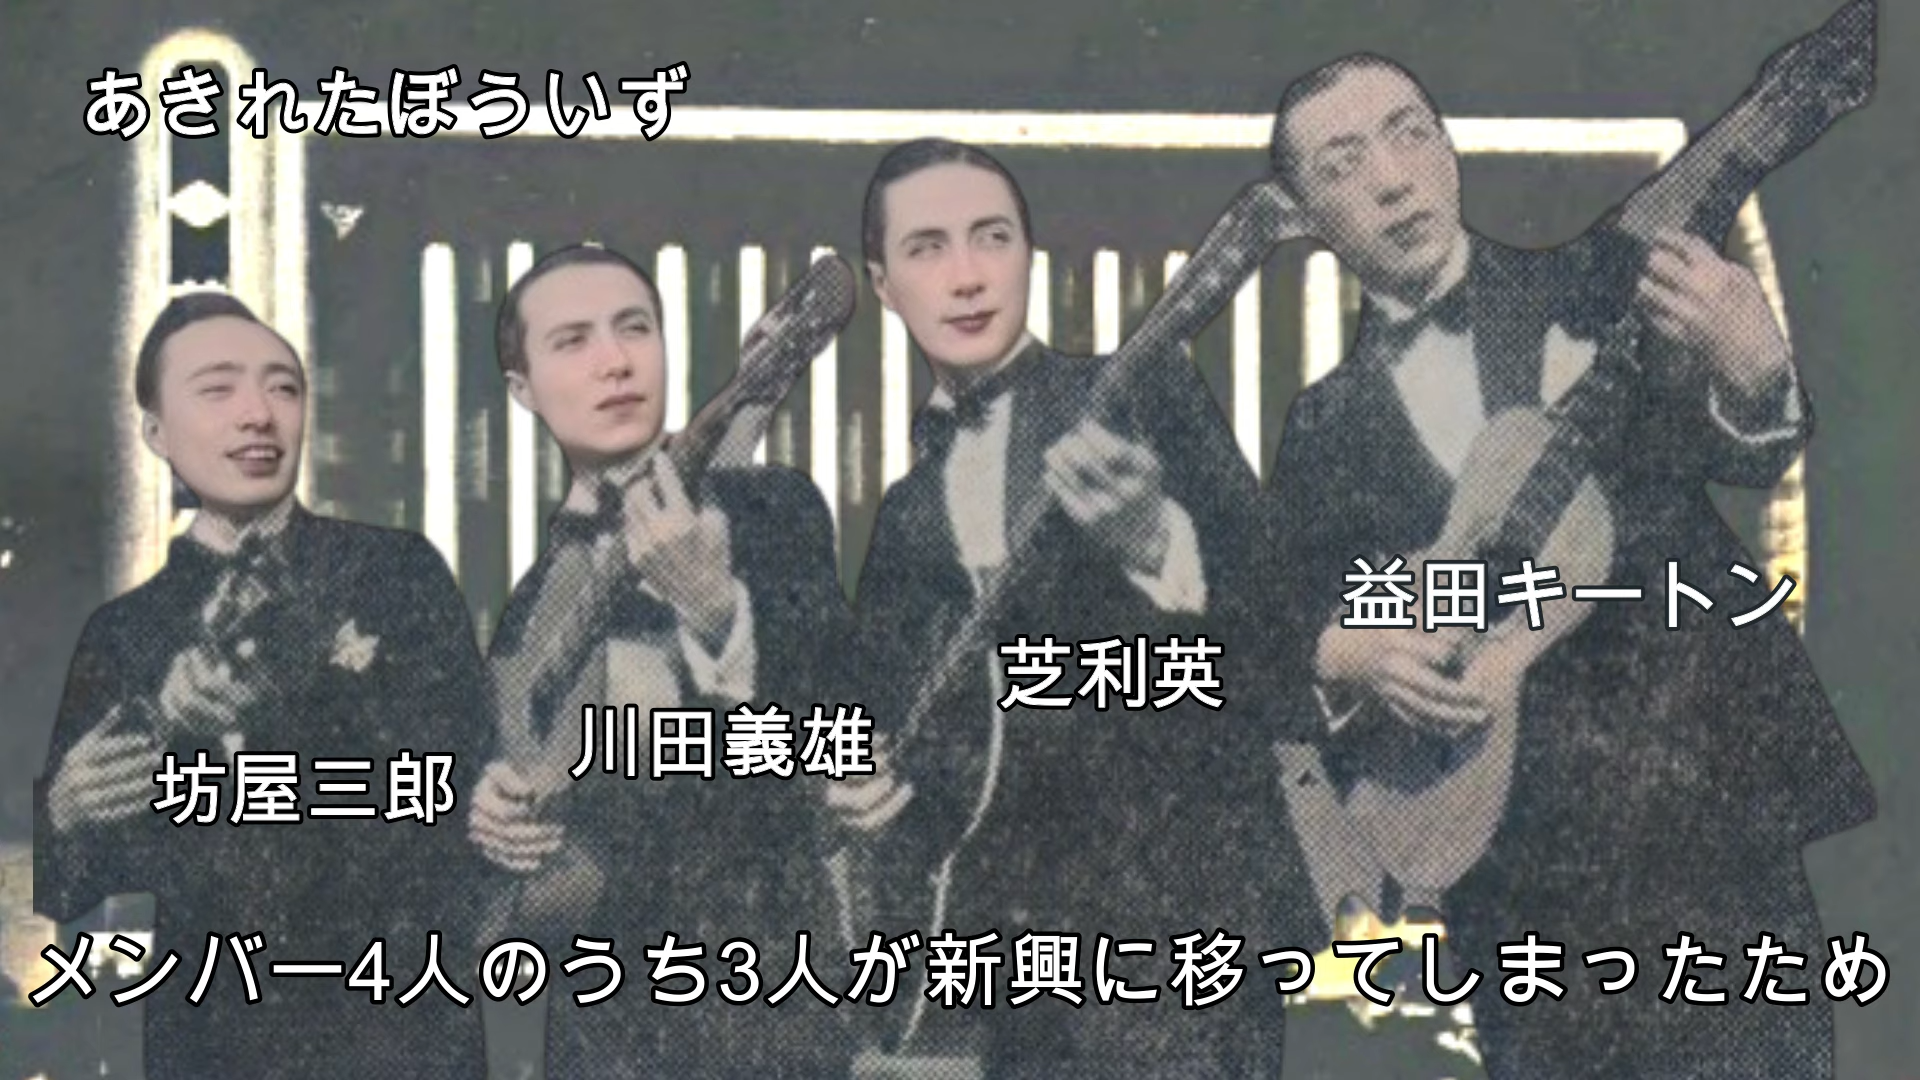 あきれたぼういず
益田キートン
芝利英
川田義雄
坊屋三郎
メンバー4人のうち3人が新興に移ってしまったため